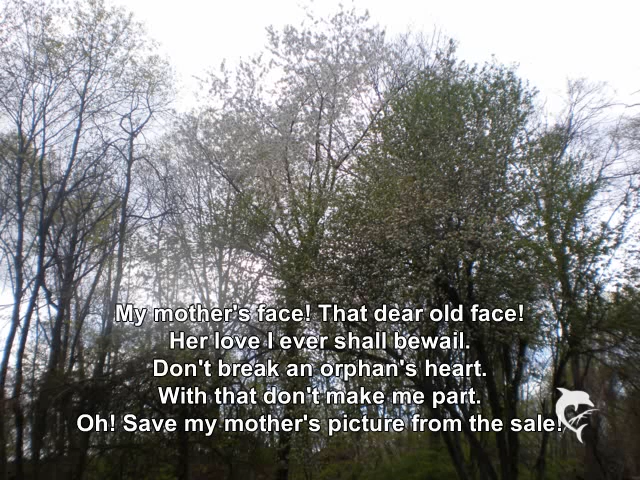 My mother's face! That dear old face!
Her love I ever shall bewail.
Don't break an orphan's heart.
With that don't make me part.
Oh! Save my mother's picture from the sale!